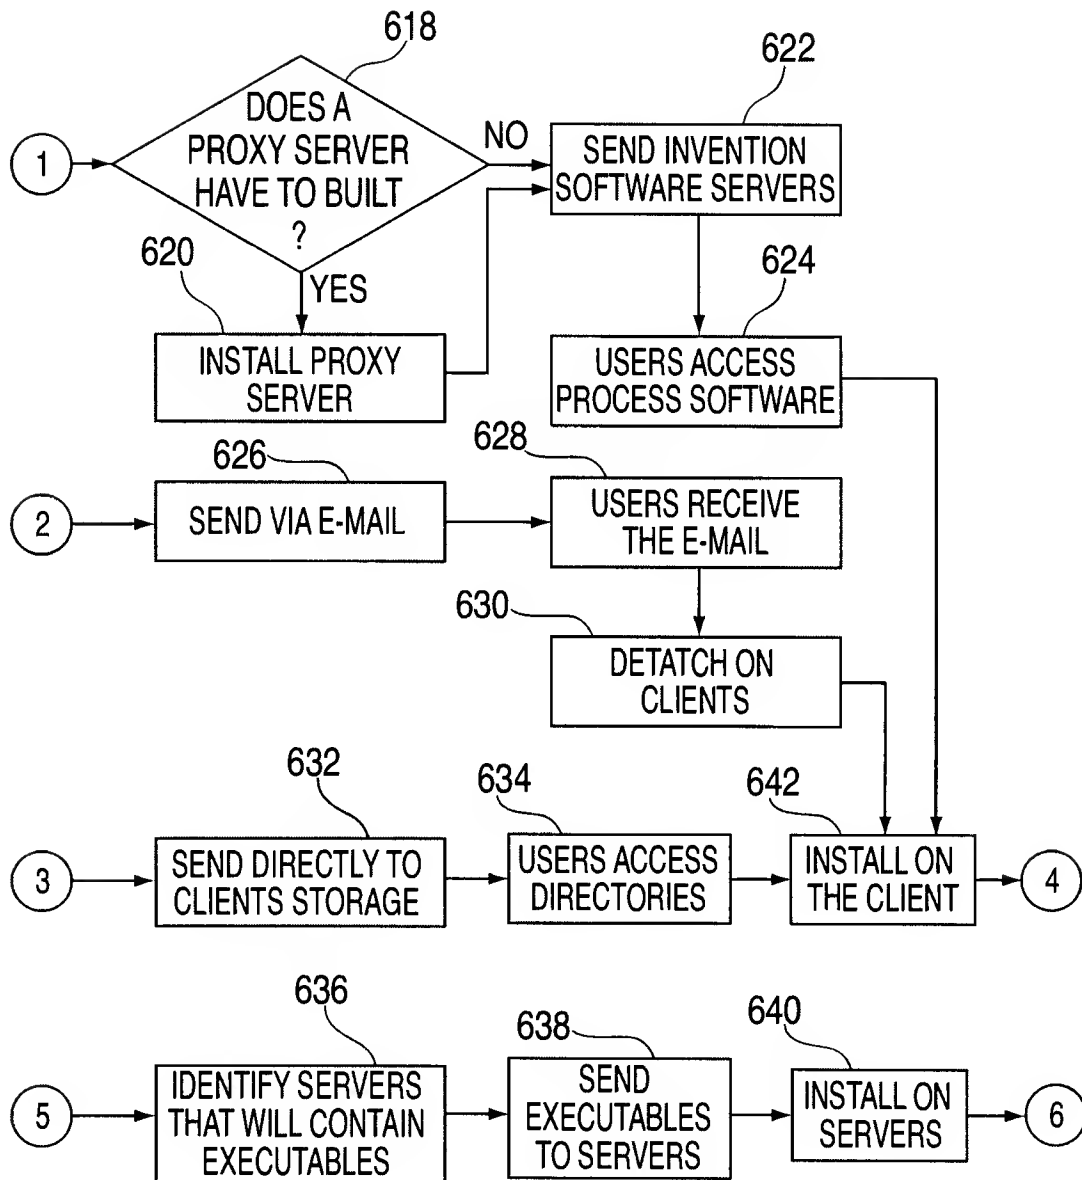 618
622
DOES A
PROXY SERVER
HAVE TO BUILT
?
1
NO
SEND INVENTION
SOFTWARE SERVERS
620
YES
624
INSTALL PROXY
SERVER
USERS ACCESS
PROCESS SOFTWARE
626
628
2
SEND VIA E-MAIL
USERS RECEIVE
THE E-MAIL
630
DETATCH ON
CLIENTS
632
634
642
3
SEND DIRECTLY TO
CLIENTS STORAGE
USERS ACCESS
DIRECTORIES
INSTALL ON
THE CLIENT
4
636
638
640
5
IDENTIFY SERVERS
THAT WILL CONTAIN
EXECUTABLES
SEND
EXECUTABLES
TO SERVERS
INSTALL ON
SERVERS
6